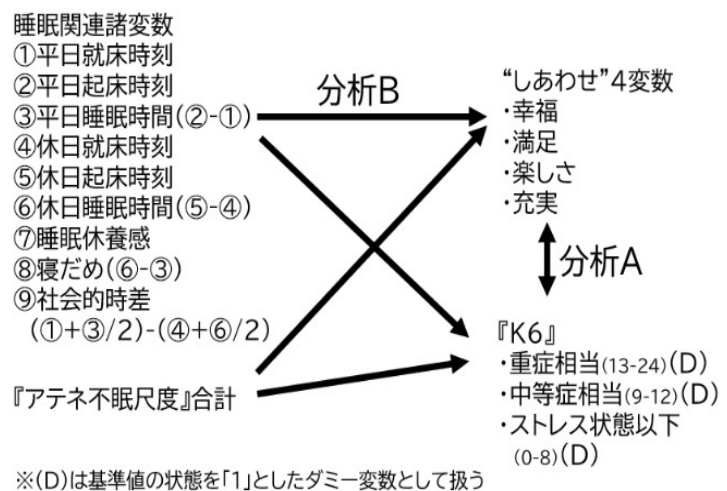 睡眠関連諸変数
①平日就床時刻
②平日起床時刻
③平日睡眠時間(②-①)
④休日就床時刻
⑤休日起床時刻
⑥休日睡眠時間(⑤-④)
⑦睡眠休養感
⑧寝だめ(⑥-③)
⑨社会的時差
(①+③/2)-(④+⑥/2)
『アテネ不眠尺度』合計
分析B
“しあわせ”4変数
・幸福
・満足
・楽しさ
・充実
分析A
『K6』
・重症相当(13-24)(D)
・中等症相当(9-12)(D)
・ストレス状態以下
(0-8)(D)
※(D)は基準値の状態を「1」としたダミー変数として扱う